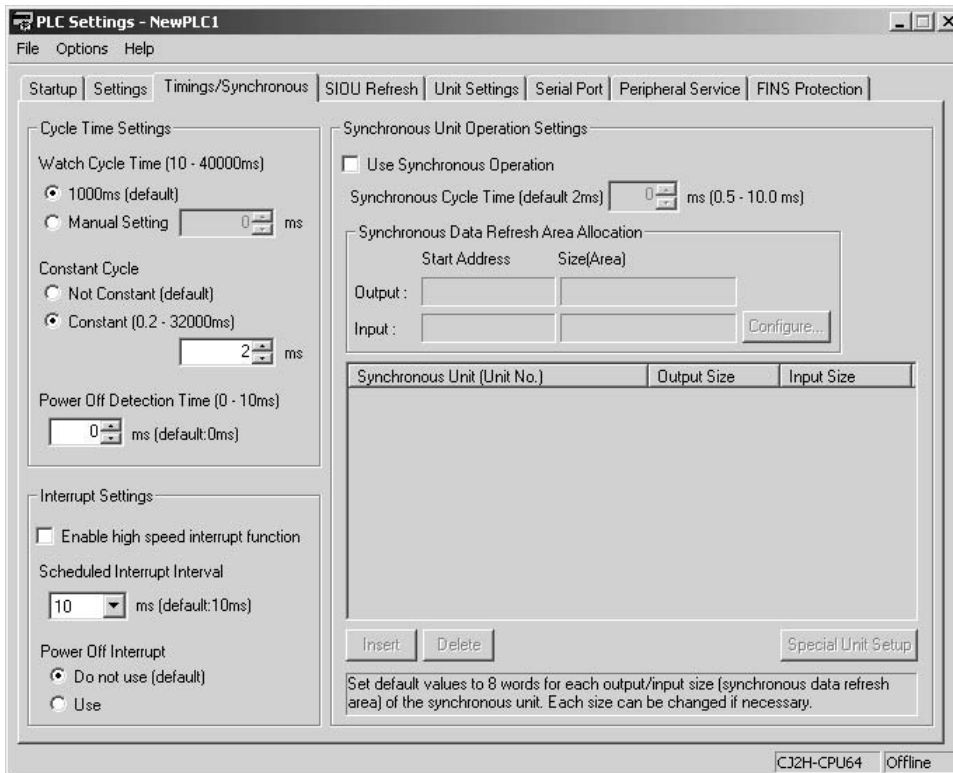 PLC Settings - NewPLC1
File Options Help
Startup Settings Timings/Synchronous SIOU Refresh Unit Settings Serial Port Peripheral Service FINS Protection
Cycle Time Settings
Watch Cycle Time (10 - 40000ms)
1000ms (default)
Manual Setting 0 ms
Constant Cycle
Not Constant (default)
Constant (0.2 - 32000ms)
2 ms
Power Off Detection Time (0 - 10ms)
0 ms (default:0ms)
Interrupt Settings
Enable high speed interrupt function
Scheduled Interrupt Interval
10 ms (default:10ms)
Power Off Interrupt
Do not use (default)
Use
Synchronous Unit Operation Settings
Use Synchronous Operation
Synchronous Cycle Time (default 2ms) 0 ms (0.5 - 10.0 ms)
Synchronous Data Refresh Area Allocation
Start Address Size(Area)
Output :
Input : Configure...
Synchronous Unit (Unit No.) Output Size Input Size
Insert Delete Special Unit Setup
Set default values to 8 words for each output/input size (synchronous data refresh
area) of the synchronous unit. Each size can be changed if necessary.
CJ2H-CPU64 Offline